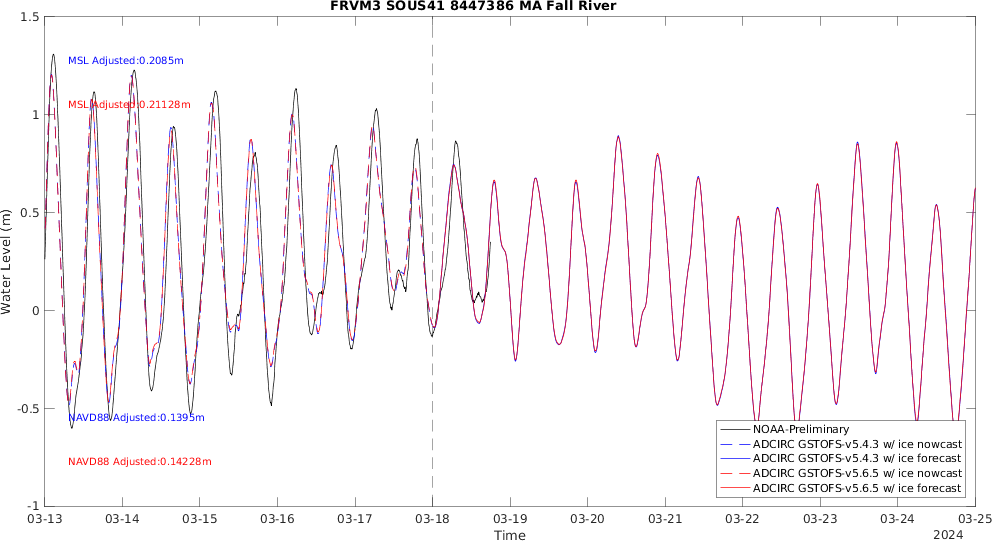 FRVM3 SOUS41 8447386 MA Fall River
1.5
1
0.5
0
-0.5
-1
Water Level (m)
MSL Adjusted:0.2085m
MSL Adjusted:0.21128m
NAVD88 Adjusted:0.1395m
NAVD88 Adjusted:0.14228m
NOAA-Preliminary
ADCIRC GSTOFS-v5.4.3 w/ ice nowcast
ADCIRC GSTOFS-v5.4.3 w/ ice forecast
ADCIRC GSTOFS-v5.6.5 w/ ice nowcast
ADCIRC GSTOFS-v5.6.5 w/ ice forecast
03-13 03-14 03-15 03-16 03-17 03-18 03-19 03-20 03-21 03-22 03-23 03-24 03-25
Time
2024